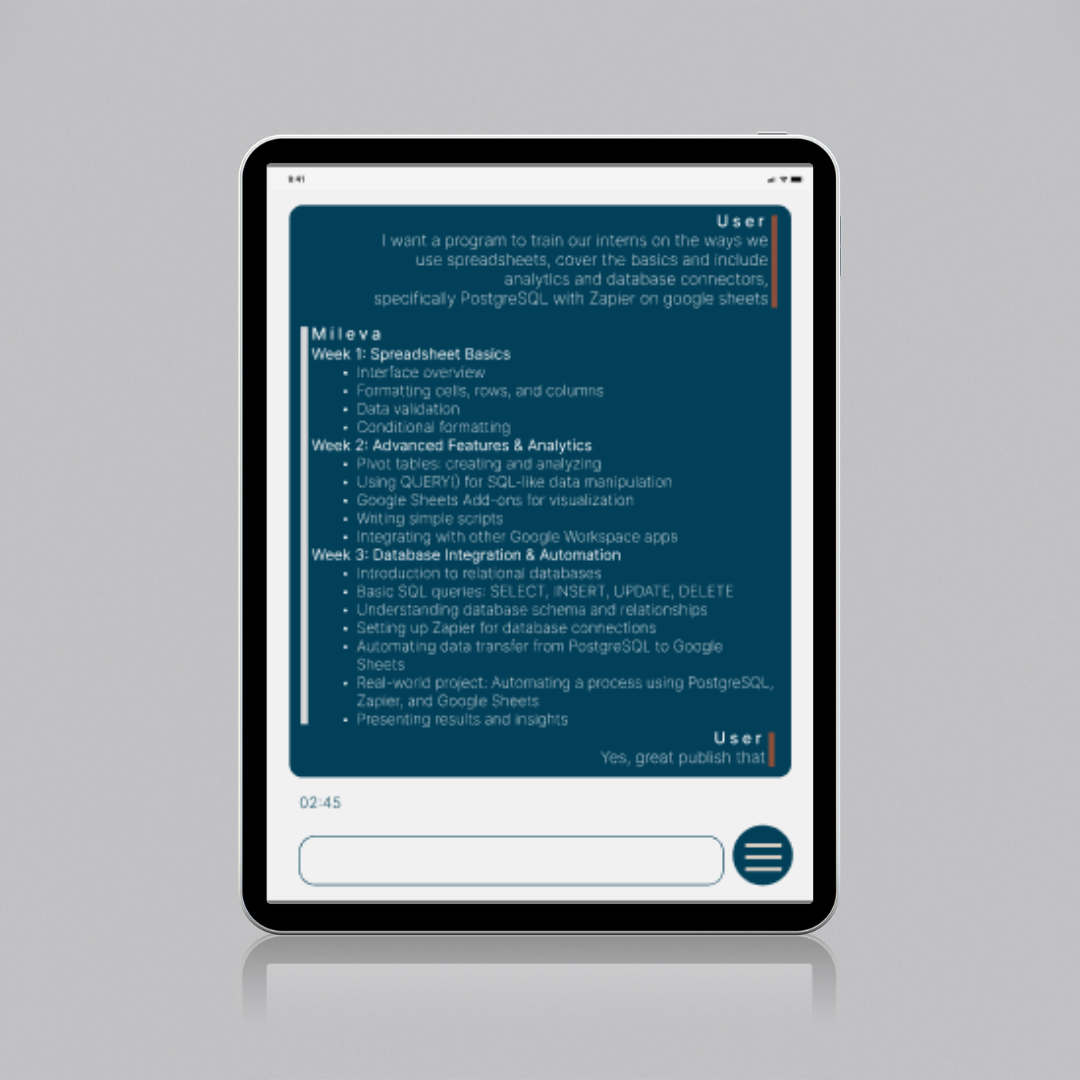 9:41
User
I want a program to train our interns on the ways we
use spreadsheets, cover the basics and include
analytics and database connectors,
specifically PostgreSQL with Zapier on google sheets
Mileva
Week 1: Spreadsheet Basics
• Interface overview
• Formatting cells, rows, and columns
• Data validation
• Conditional formatting
Week 2: Advanced Features & Analytics
• Pivot tables: creating and analyzing
• Using QUERY() for SQL-like data manipulation
• Google Sheets Add-ons for visualization
• Writing simple scripts
• Integrating with other Google Workspace apps
Week 3: Database Integration & Automation
• Introduction to relational databases
• Basic SQL queries: SELECT, INSERT, UPDATE, DELETE
• Understanding database schema and relationships
• Setting up Zapier for database connections
• Automating data transfer from PostgreSQL to Google
Sheets
• Real-world project: Automating a process using PostgreSQL,
Zapier, and Google Sheets
• Presenting results and insights
User
Yes, great publish that
02:45